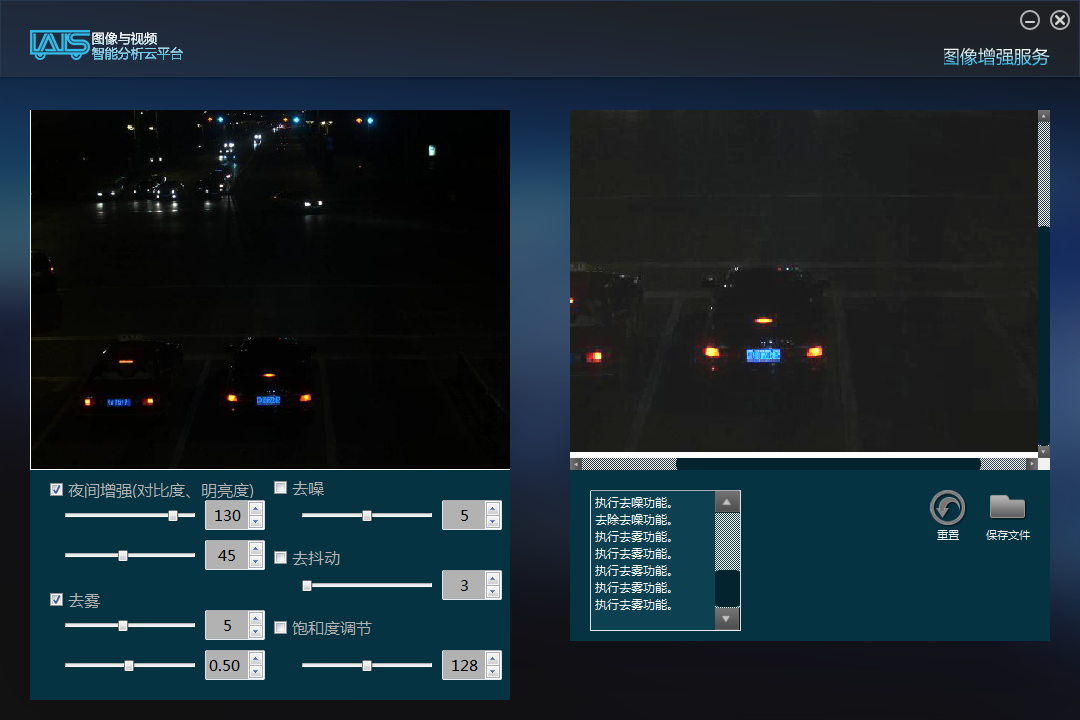 IAIS
图像与视频
智能分析云平台
图像增强服务
夜间增强(对比度、明亮度)
130
45
去雾
5
0.50
去噪
5
去抖动
3
饱和度调节
128
执行去噪功能。
去除去噪功能。
执行去雾功能。
执行去雾功能。
执行去雾功能。
执行去雾功能。
执行去雾功能。
重置
保存文件